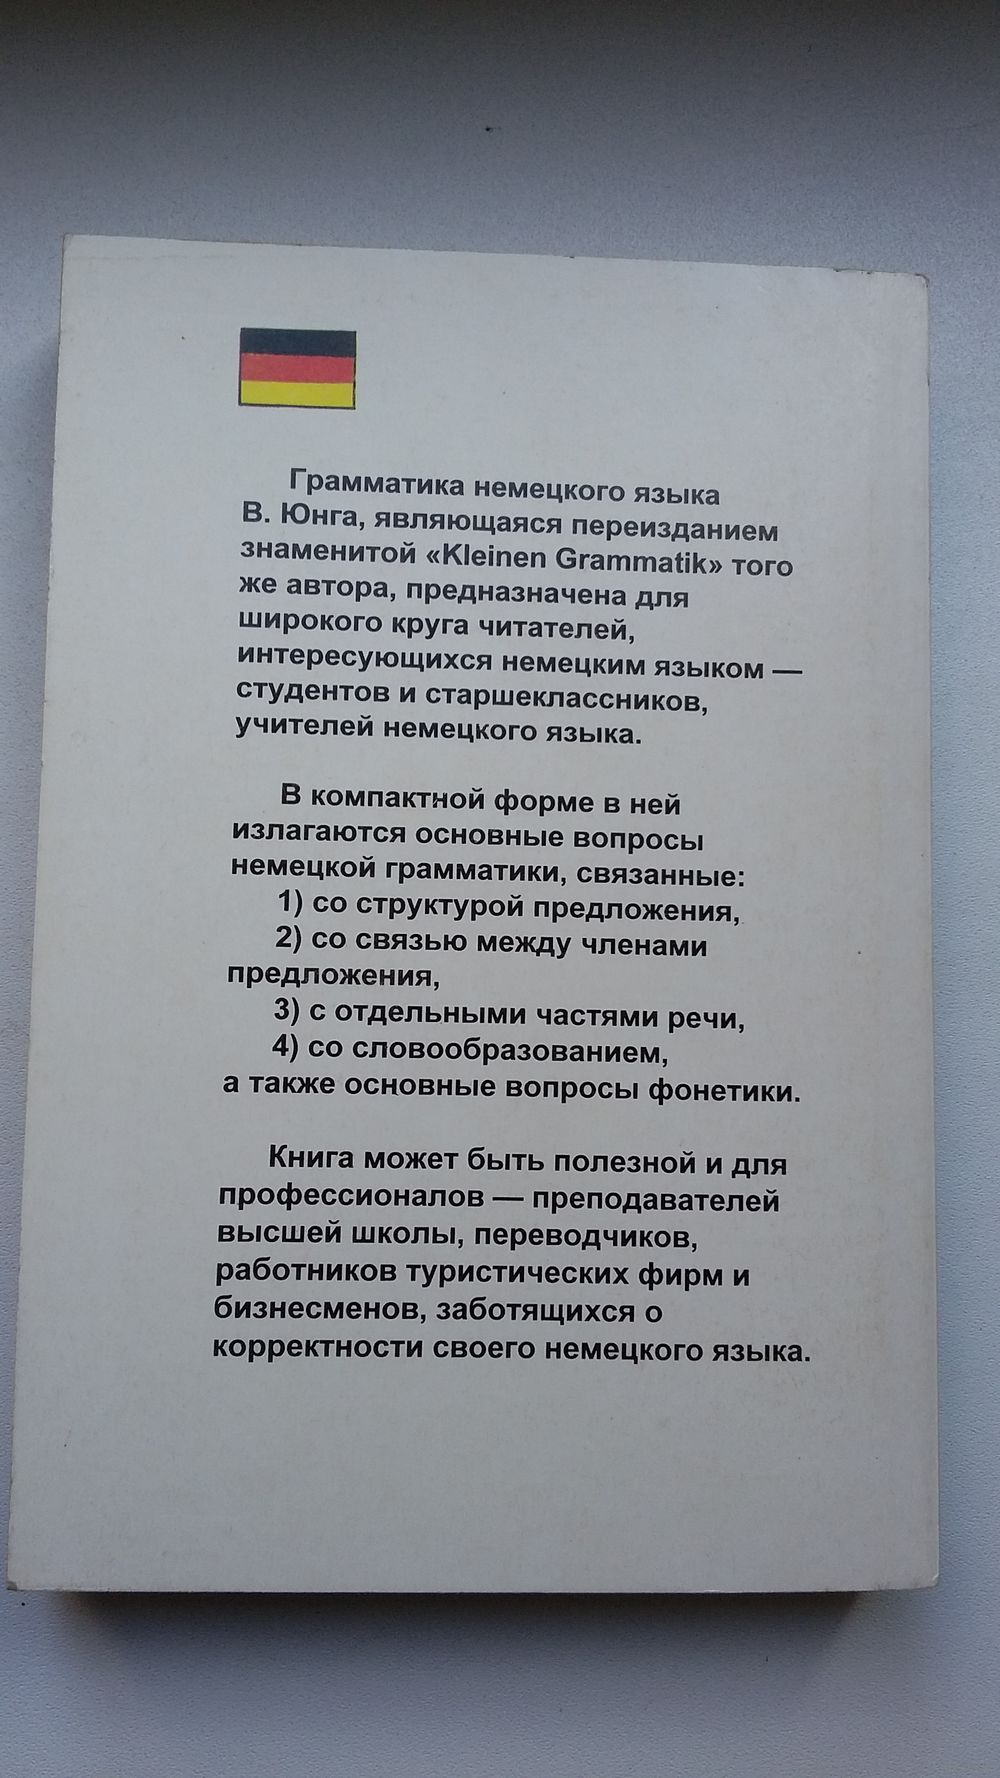 Грамматика немецкого языка
В. Юнга, являющаяся переизданием
знаменитой «Kleinen Grammatik» того
же автора, предназначена для
широкого круга читателей,
интересующихся немецким языком —
студентов и старшеклассников,
учителей немецкого языка.
В компактной форме в ней
излагаются основные вопросы
немецкой грамматики, связанные:
1) со структурой предложения,
2) со связью между членами
предложения,
3) с отдельными частями речи,
4) со словообразованием,
а также основные вопросы фонетики.
Книга может быть полезной и для
профессионалов — преподавателей
высшей школы, переводчиков,
работников туристических фирм и
бизнесменов, заботящихся о
корректности своего немецкого языка.